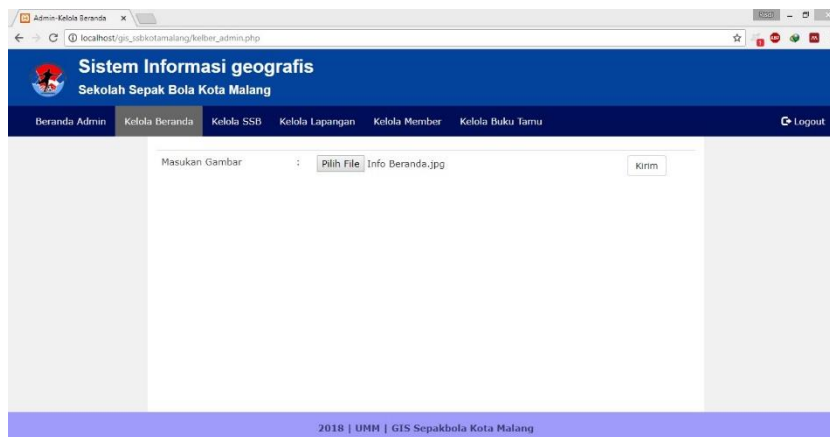 Admin-Kelola Beranda
localhost/gis_ssbkotamalang/kelber_admin.php
Sistem Informasi geografis
Sekolah Sepak Bola Kota Malang
Beranda Admin Kelola Beranda Kelola SSB Kelola Lapangan Kelola Member Kelola Buku Tamu Logout
Masukan Gambar : Pilih File Info Beranda.jpg Kirim
2018 | UMM | GIS Sepakbola Kota Malang